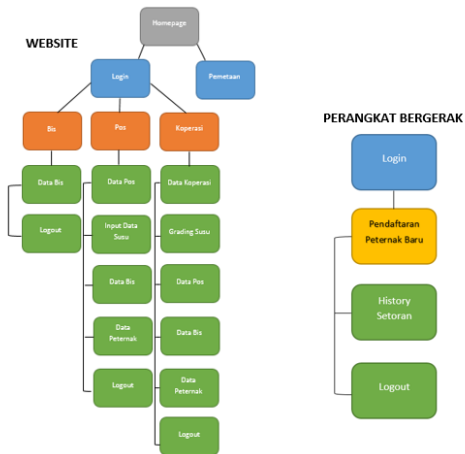 Homepage
WEBSITE
Login
Pemetaan
Bis
Pos
Koperasi
Data Bis
Logout
Data Pos
Input Data
Susu
Data Bis
Data
Peternak
Logout
Data Koperasi
Grading Susu
Data Pos
Data Bis
Data
Peternak
Logout
PERANGKAT BERGERAK
Login
Pendaftaran
Peternak Baru
History
Setoran
Logout